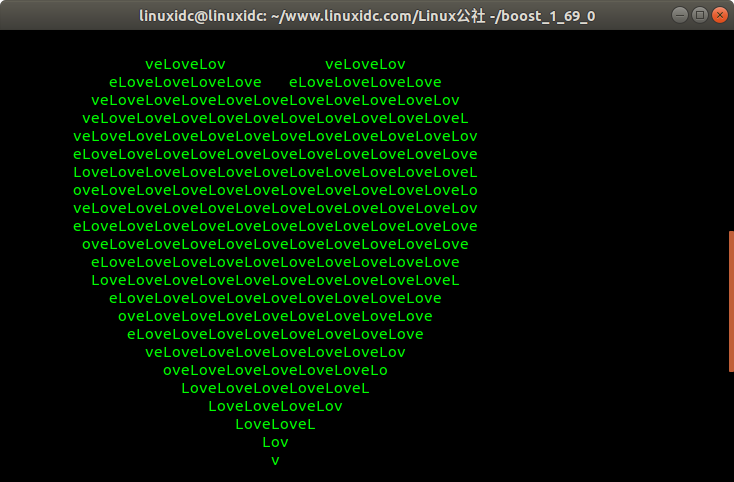 linuxidc@linuxidc: ~/www.linuxidc.com/Linux公社 -/boost_1_69_0
veLoveLov           veLoveLov
eLoveLoveLoveLove   eLoveLoveLoveLove
veLoveLoveLoveLoveLoveLoveLoveLoveLoveLov
veLoveLoveLoveLoveLoveLoveLoveLoveLoveLoveL
veLoveLoveLoveLoveLoveLoveLoveLoveLoveLoveLov
eLoveLoveLoveLoveLoveLoveLoveLoveLoveLoveLove
LoveLoveLoveLoveLoveLoveLoveLoveLoveLoveLoveL
oveLoveLoveLoveLoveLoveLoveLoveLoveLoveLoveLo
veLoveLoveLoveLoveLoveLoveLoveLoveLoveLoveLov
eLoveLoveLoveLoveLoveLoveLoveLoveLoveLoveLove
oveLoveLoveLoveLoveLoveLoveLoveLoveLoveLove
eLoveLoveLoveLoveLoveLoveLoveLoveLoveLove
LoveLoveLoveLoveLoveLoveLoveLoveLoveLoveL
eLoveLoveLoveLoveLoveLoveLoveLoveLove
oveLoveLoveLoveLoveLoveLoveLoveLove
eLoveLoveLoveLoveLoveLoveLoveLove
veLoveLoveLoveLoveLoveLoveLov
oveLoveLoveLoveLoveLoveLo
LoveLoveLoveLoveLoveL
LoveLoveLoveLov
LoveLoveL
Lov
v